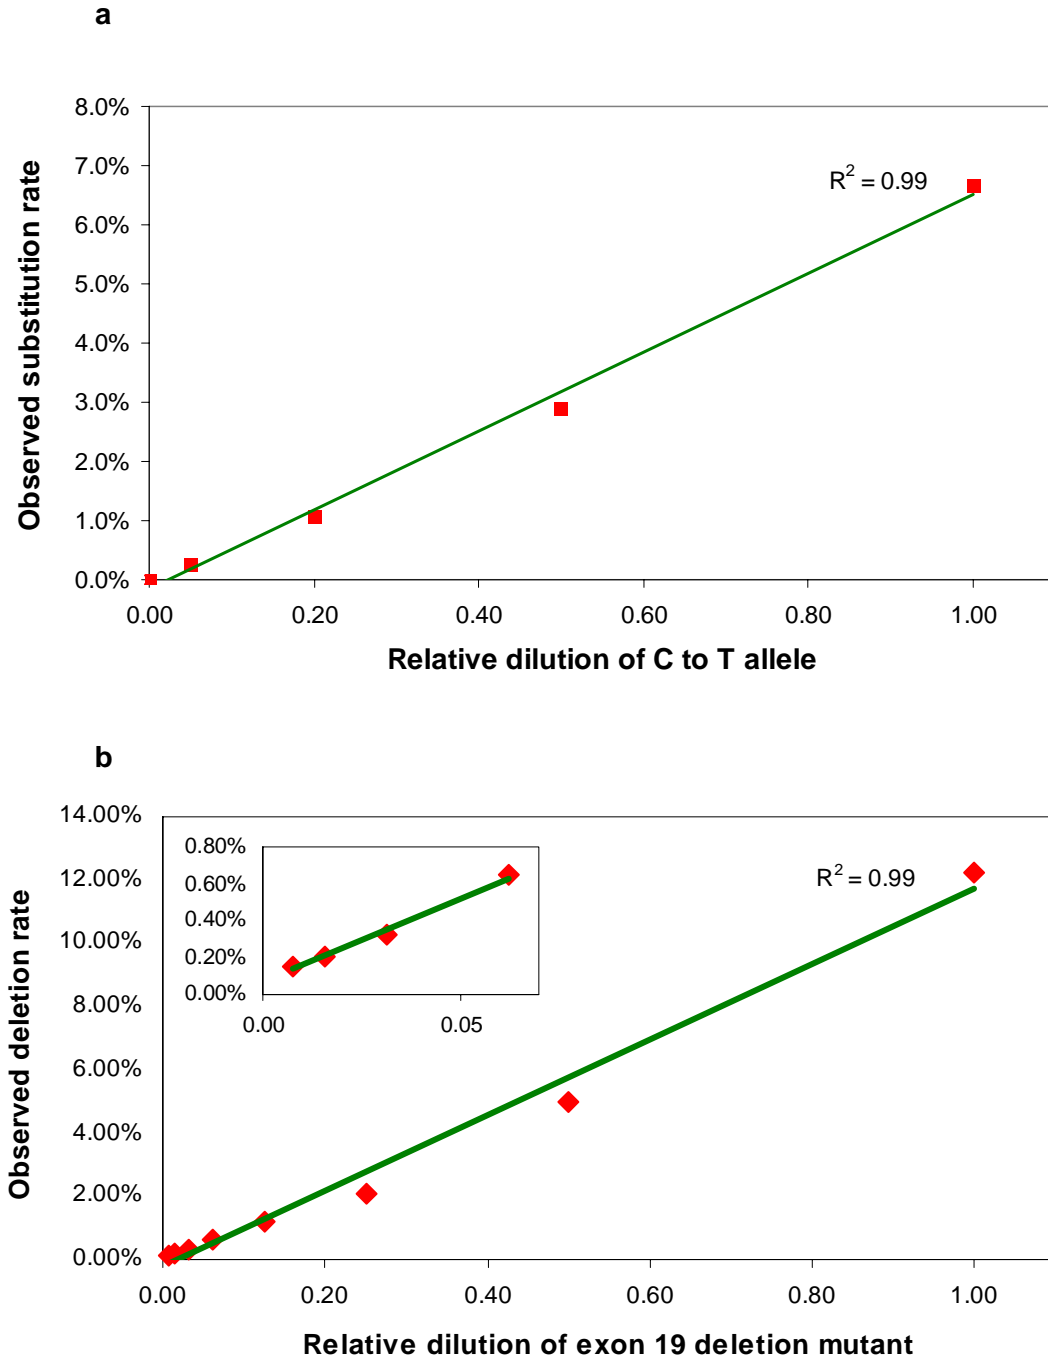 a
8.0%
7.0%
6.0%
5.0%
4.0%
3.0%
2.0%
1.0%
0.0%
Observed substitution rate
R² = 0.99
0.00 0.20 0.40 0.60 0.80 1.00
Relative dilution of C to T allele
b
14.00%
12.00%
10.00%
8.00%
6.00%
4.00%
2.00%
0.00%
Observed deletion rate
0.80%
0.60%
0.40%
0.20%
0.00%
0.00 0.05
R² = 0.99
0.00 0.20 0.40 0.60 0.80 1.00
Relative dilution of exon 19 deletion mutant